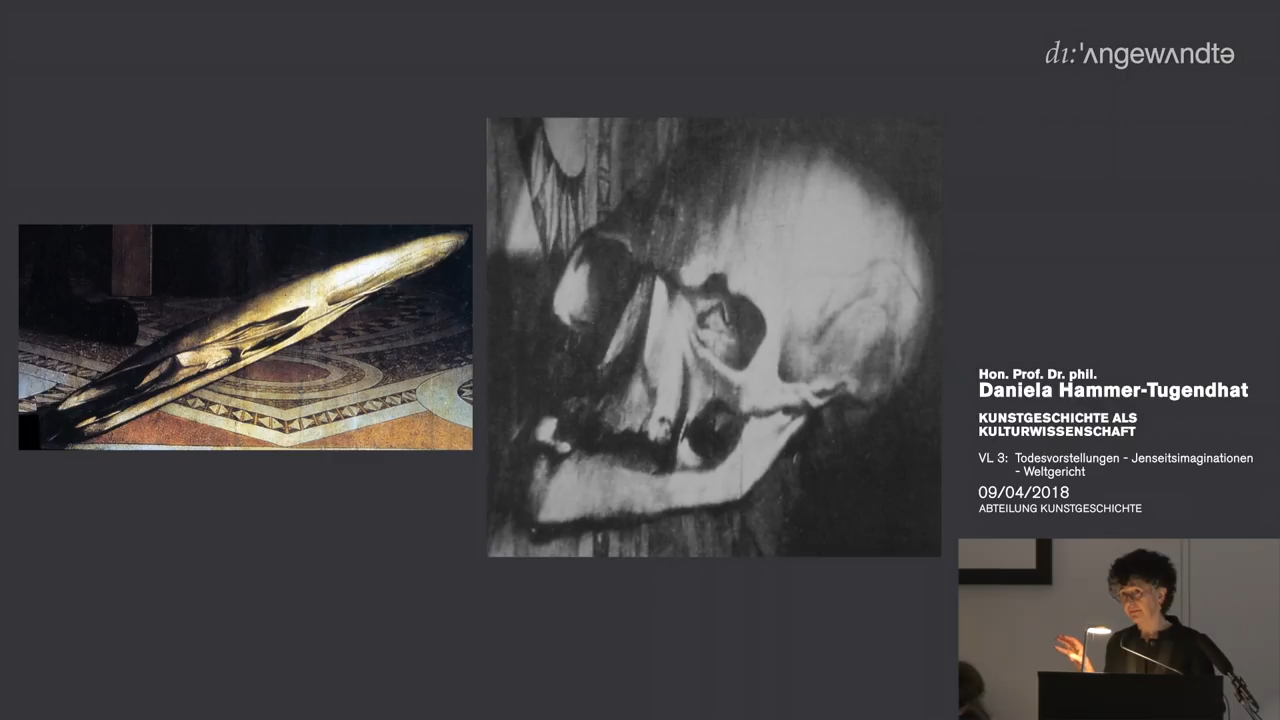 dı:'ʌngewʌndtə
Hon. Prof. Dr. phil.
Daniela Hammer-Tugendhat
KUNSTGESCHICHTE ALS
KULTURWISSENSCHAFT
VL 3: Todesvorstellungen - Jenseitsimaginationen
- Weltgericht
09/04/2018
ABTEILUNG KUNSTGESCHICHTE